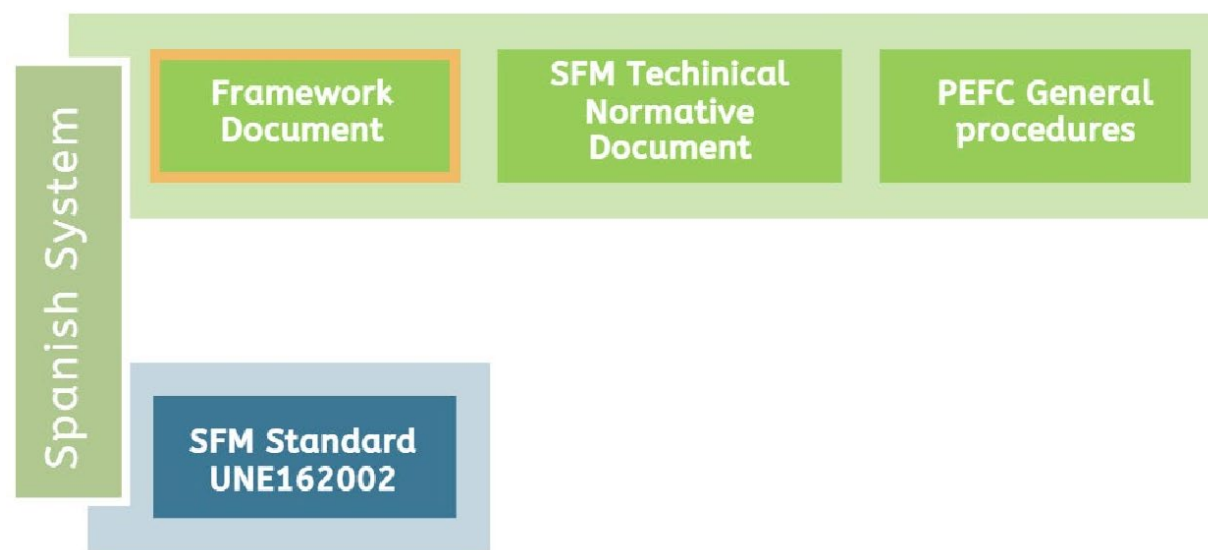 Spanish System
Framework
Document
SFM Techinical
Normative
Document
PEFC General
procedures
SFM Standard
UNE162002